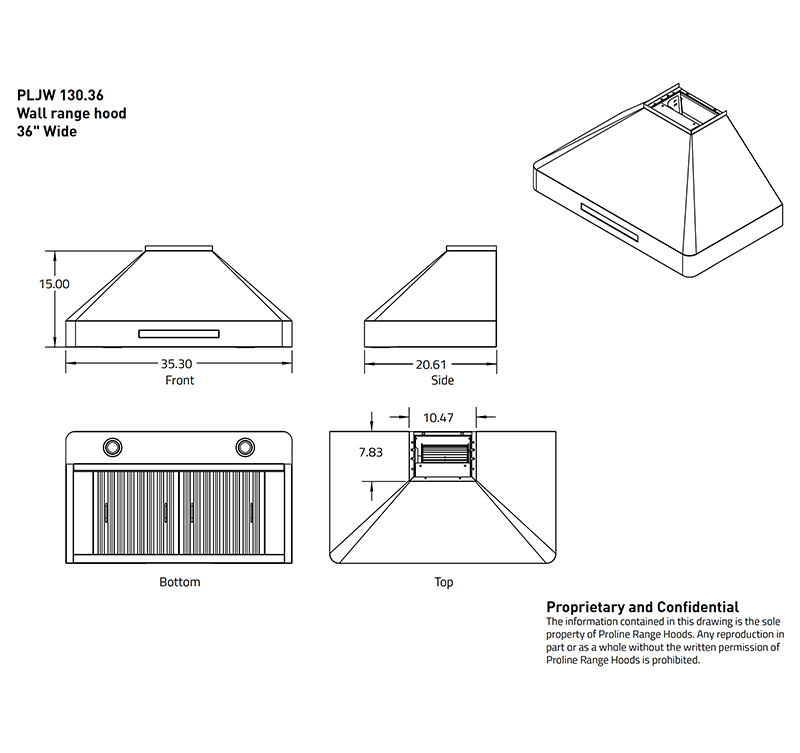 PLJW 130.36
Wall range hood
36" Wide
15.00
35.30
Front
20.61
Side
10.47
7.83
Bottom
Top
Proprietary and Confidential
The information contained in this drawing is the sole
property of Proline Range Hoods. Any reproduction in
part or as a whole without the written permission of
Proline Range Hoods is prohibited.